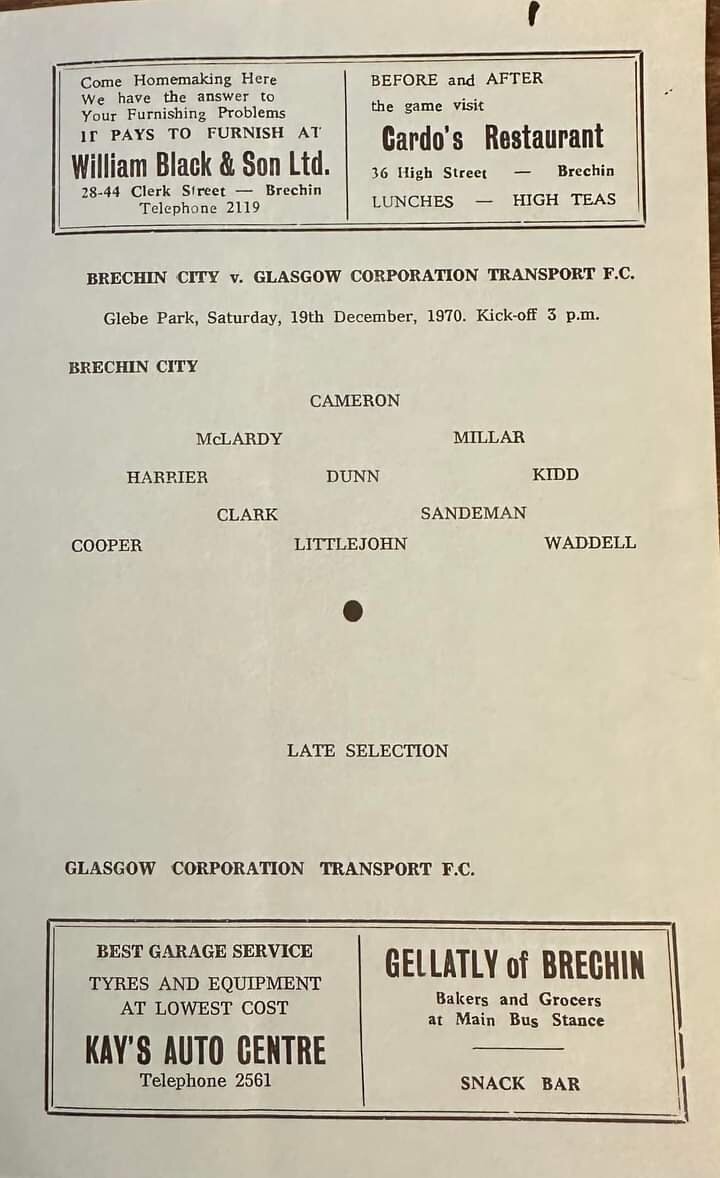 Come Homemaking Here
We have the answer to
Your Furnishing Problems
IT PAYS TO FURNISH AT
William Black & Son Ltd.
28-44 Clerk Street — Brechin
Telephone 2119
BEFORE and AFTER
the game visit
Cardo's Restaurant
36 High Street — Brechin
LUNCHES — HIGH TEAS
BRECHIN CITY v. GLASGOW CORPORATION TRANSPORT F.C.
Glebe Park, Saturday, 19th December, 1970. Kick-off 3 p.m.
BRECHIN CITY
CAMERON
McLARDY MILLAR
HARRIER DUNN KIDD
CLARK SANDEMAN
COOPER LITTLEJOHN WADDELL
LATE SELECTION
GLASGOW CORPORATION TRANSPORT F.C.
BEST GARAGE SERVICE
TYRES AND EQUIPMENT
AT LOWEST COST
KAY'S AUTO CENTRE
Telephone 2561
GELLATLY of BRECHIN
Bakers and Grocers
at Main Bus Stance
SNACK BAR